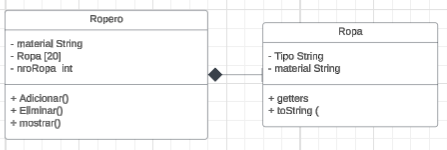 Ropero
- material String
- Ropa [20]
- nroRopa int
+ Adicionar()
+ Eliminar()
+ mostrar()
Ropa
- Tipo String
- material String
+ getters
+ toString (